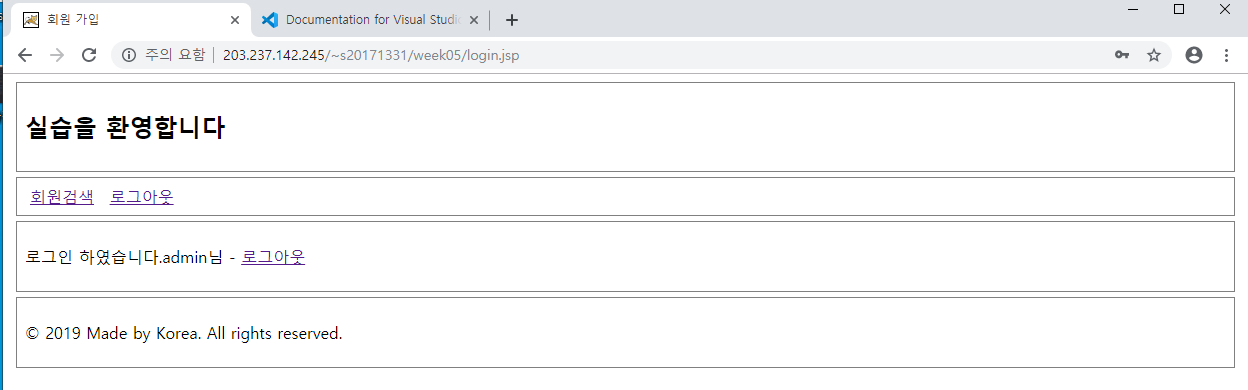 회원 가입
Documentation for Visual Studi
주의 요함 203.237.142.245/~s20171331/week05/login.jsp
실습을 환영합니다
회원검색 로그아웃
로그인 하였습니다.admin님 - 로그아웃
© 2019 Made by Korea. All rights reserved.